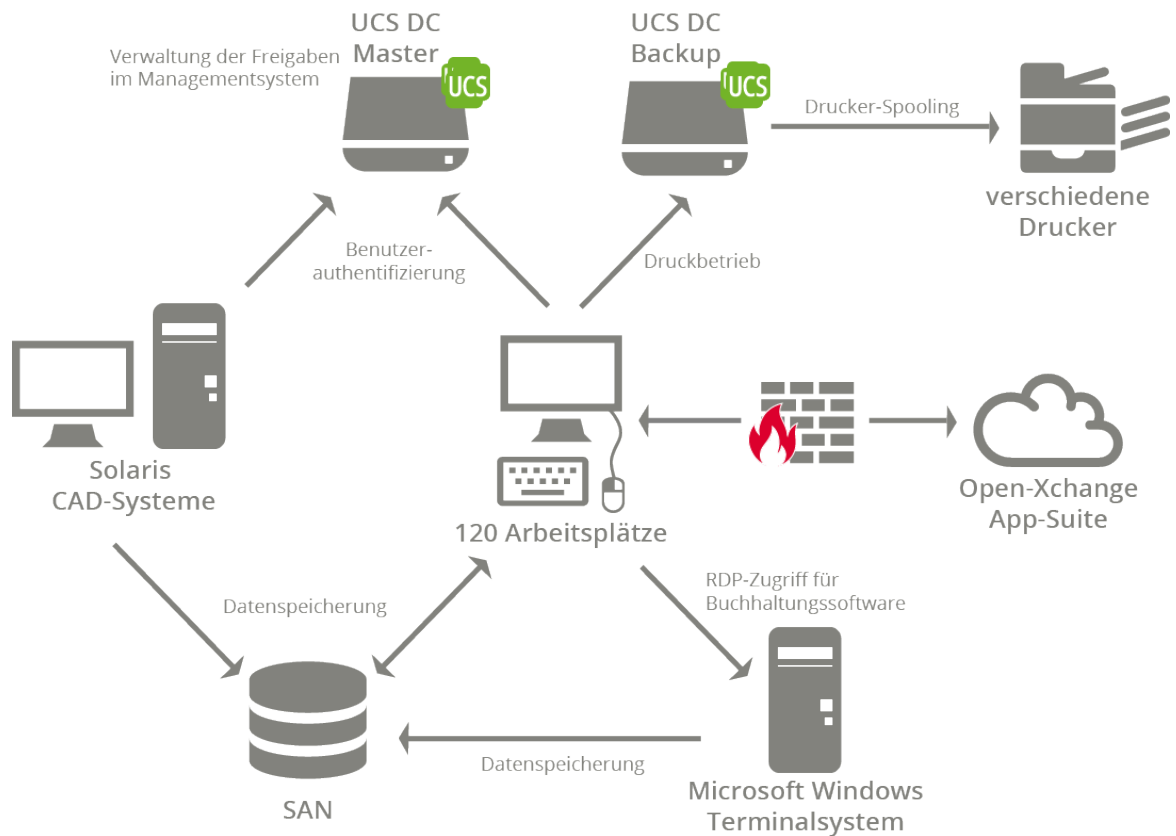 UCS DC
Master
UCS
Verwaltung der Freigaben
im Managementsystem
UCS DC
Backup
UCS
Drucker-Spooling
verschiedene
Drucker
Benutzer-
authentifizierung
Druckbetrieb
Solaris
CAD-Systeme
120 Arbeitsplätze
Open-Xchange
App-Suite
Datenspeicherung
RDP-Zugriff für
Buchhaltungssoftware
SAN
Datenspeicherung
Microsoft Windows
Terminalsystem